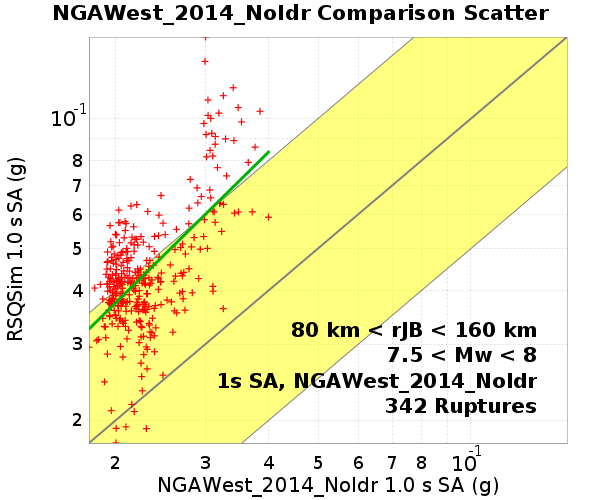 NGAWest_2014_NoIdr Comparison Scatter
RSQSim 1.0 s SA (g)
10⁻¹
8
7
6
5
4
3
2
80 km < rJB < 160 km
7.5 < Mw < 8
1s SA, NGAWest_2014_NoIdr
342 Ruptures
2 3 4 5 6 7 8 10⁻¹
NGAWest_2014_NoIdr 1.0 s SA (g)